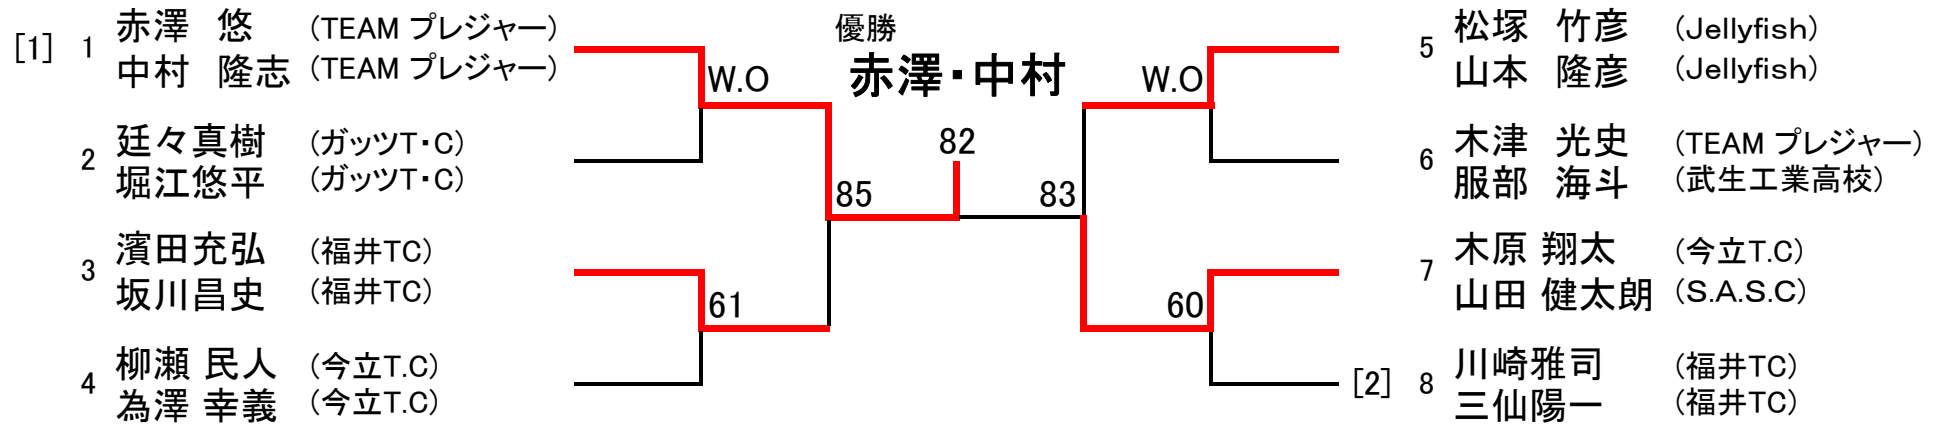 [1] 1 赤澤 悠 (TEAM プレジャー)
中村 隆志 (TEAM プレジャー)
2 廷々真樹 (ガッツT・C)
堀江悠平 (ガッツT・C)
3 濱田充弘 (福井TC)
坂川昌史 (福井TC)
4 柳瀬 民人 (今立T.C)
為澤 幸義 (今立T.C)
W.O
61
85
優勝
赤澤・中村
82
83
W.O
60
5 松塚 竹彦 (Jellyfish)
山本 隆彦 (Jellyfish)
6 木津 光史 (TEAM プレジャー)
服部 海斗 (武生工業高校)
7 木原 翔太 (今立T.C)
山田 健太朗 (S.A.S.C)
[2] 8 川崎雅司 (福井TC)
三仙陽一 (福井TC)